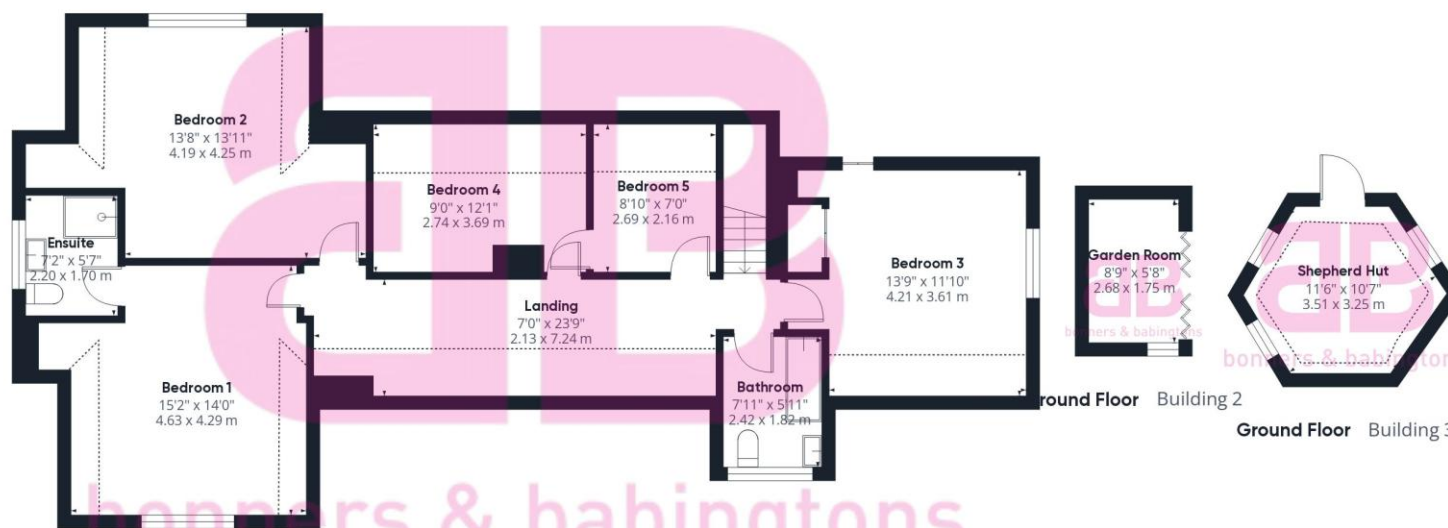 Bedroom 2
13'8" x 13'11"
4.19 x 4.25 m
Bedroom 4
9'0" x 12'1"
2.74 x 3.69 m
Bedroom 5
8'10" x 7'0"
2.69 x 2.16 m
Ensuite
7'2" x 5'7"
2.20 x 1.70 m
Bedroom 3
13'9" x 11'10"
4.21 x 3.61 m
Garden Room
8'9" x 5'8"
2.68 x 1.75 m
bonners & babingtons
Shepherd Hut
11'6" x 10'7"
3.51 x 3.25 m
bonners & babingtons
Landing
7'0" x 23'9"
2.13 x 7.24 m
Bedroom 1
15'2" x 14'0"
4.63 x 4.29 m
Bathroom
7'11" x 5'11"
2.42 x 1.82 m
round Floor Building 2
Ground Floor Building 3
bonners & babingtons